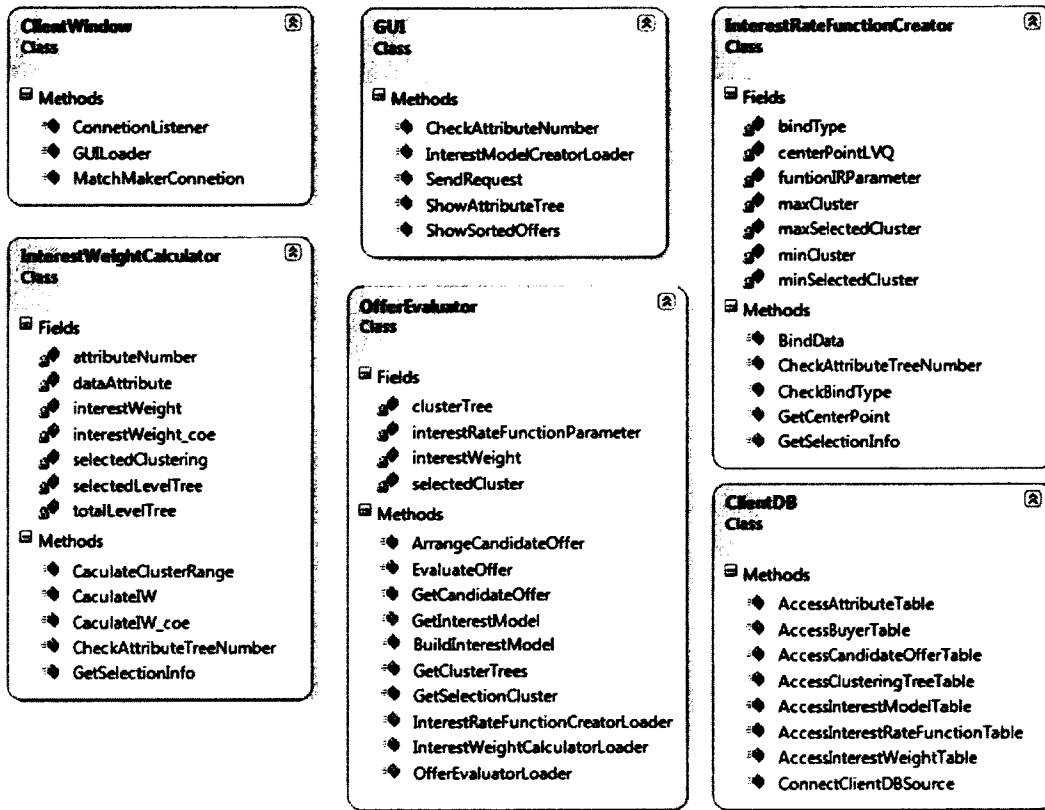 ClientWindow
Class
Methods
ConnetionListener
GUILoader
MatchMakerConnetion
GUI
Class
Methods
CheckAttributeNumber
InterestModelCreatorLoader
SendRequest
ShowAttributeTree
ShowSortedOffers
InterestRateFunctionCreator
Class
Fields
bindType
centerPointLVQ
funtionIRParameter
maxCluster
maxSelectedCluster
minCluster
minSelectedCluster
Methods
BindData
CheckAttributeTreeNumber
CheckBindType
GetCenterPoint
GetSelectionInfo
InterestWeightCalculator
Class
Fields
attributeNumber
dataAttribute
interestWeight
interestWeight_coe
selectedClustering
selectedLevelTree
totalLevelTree
Methods
CaculateClusterRange
CaculateIW
CaculateIW_coe
CheckAttributeTreeNumber
GetSelectionInfo
OfferEvaluator
Class
Fields
clusterTree
interestRateFunctionParameter
interestWeight
selectedCluster
Methods
ArrangeCandidateOffer
EvaluateOffer
GetCandidateOffer
GetInterestModel
BuildInterestModel
GetClusterTrees
GetSelectionCluster
InterestRateFunctionCreatorLoader
InterestWeightCalculatorLoader
OfferEvaluatorLoader
ClientDB
Class
Methods
AccessAttributeTable
AccessBuyerTable
AccessCandidateOfferTable
AccessClusteringTreeTable
AccessInterestModelTable
AccessInterestRateFunctionTable
AccessInterestWeightTable
ConnectClientDBSource